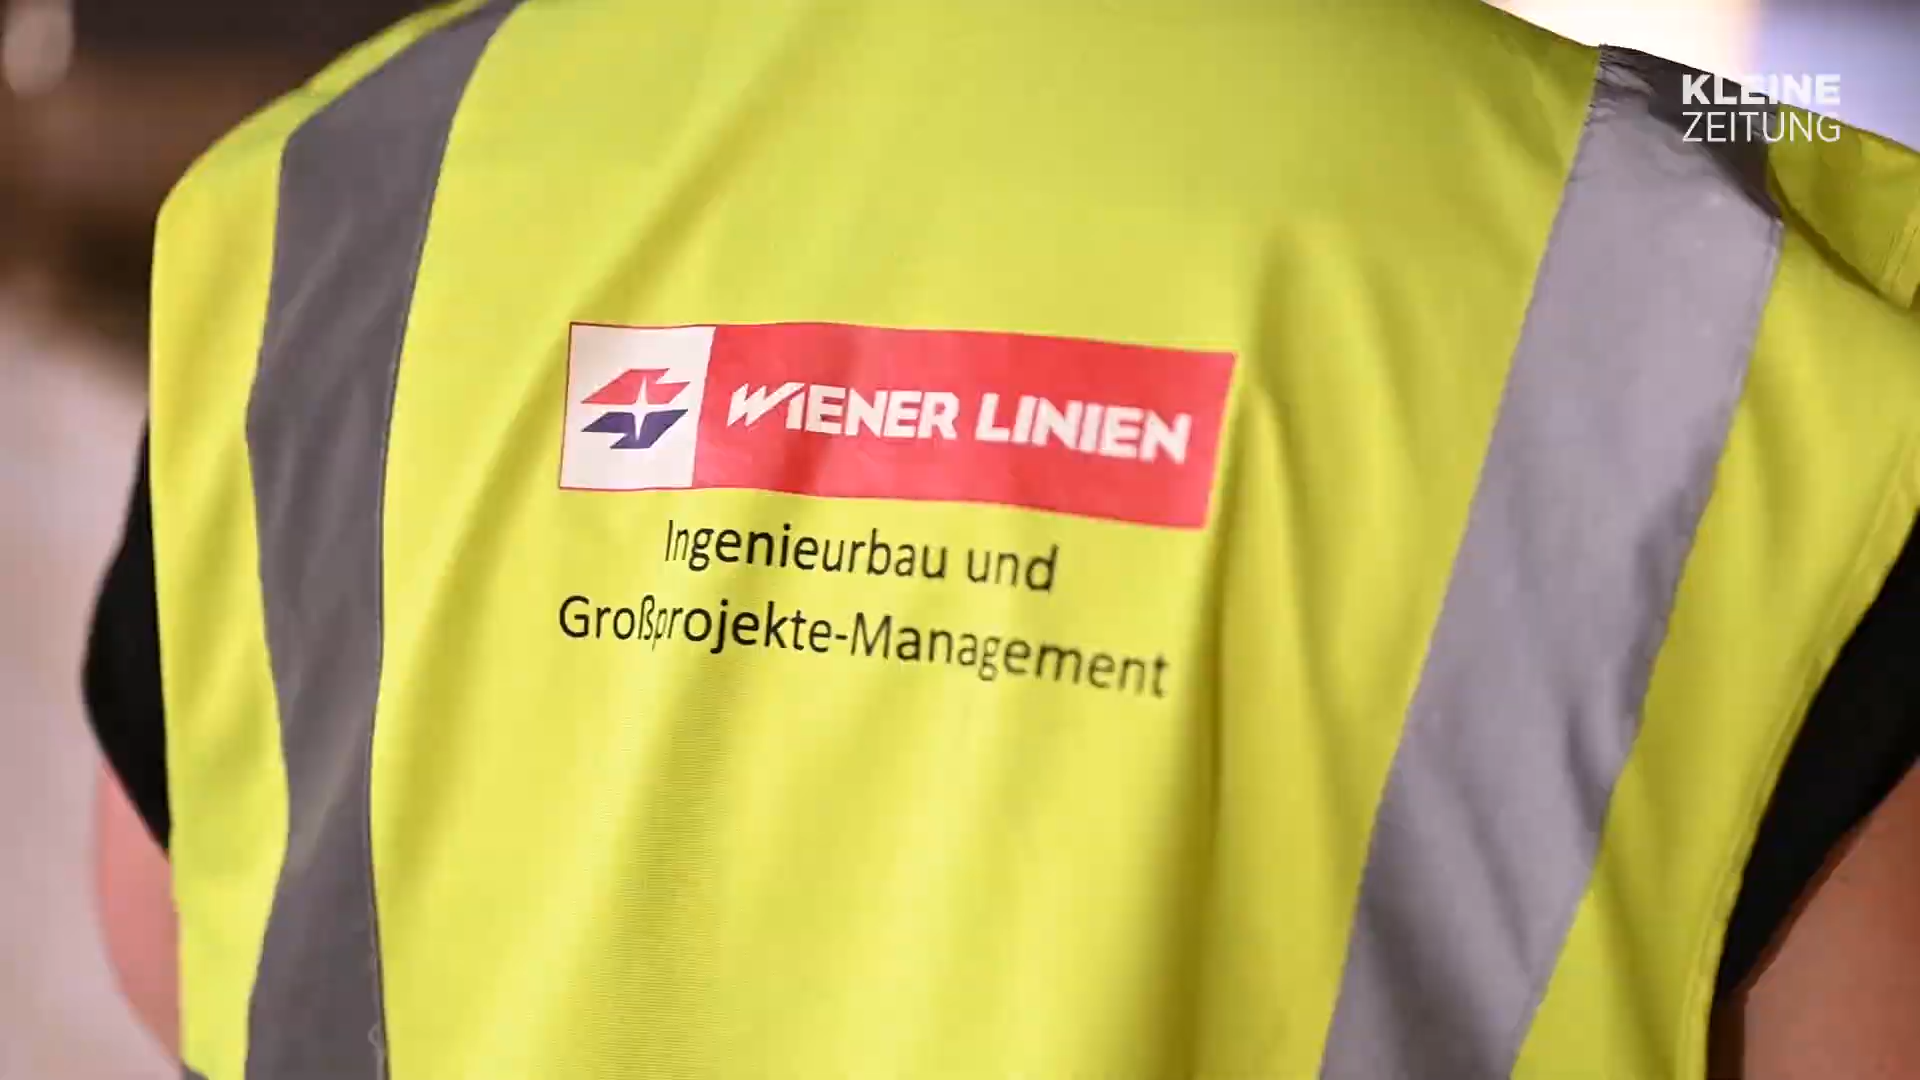 KLEINE
ZEITUNG
WIENER LINIEN
Ingenieurbau und
Großprojekte-Management